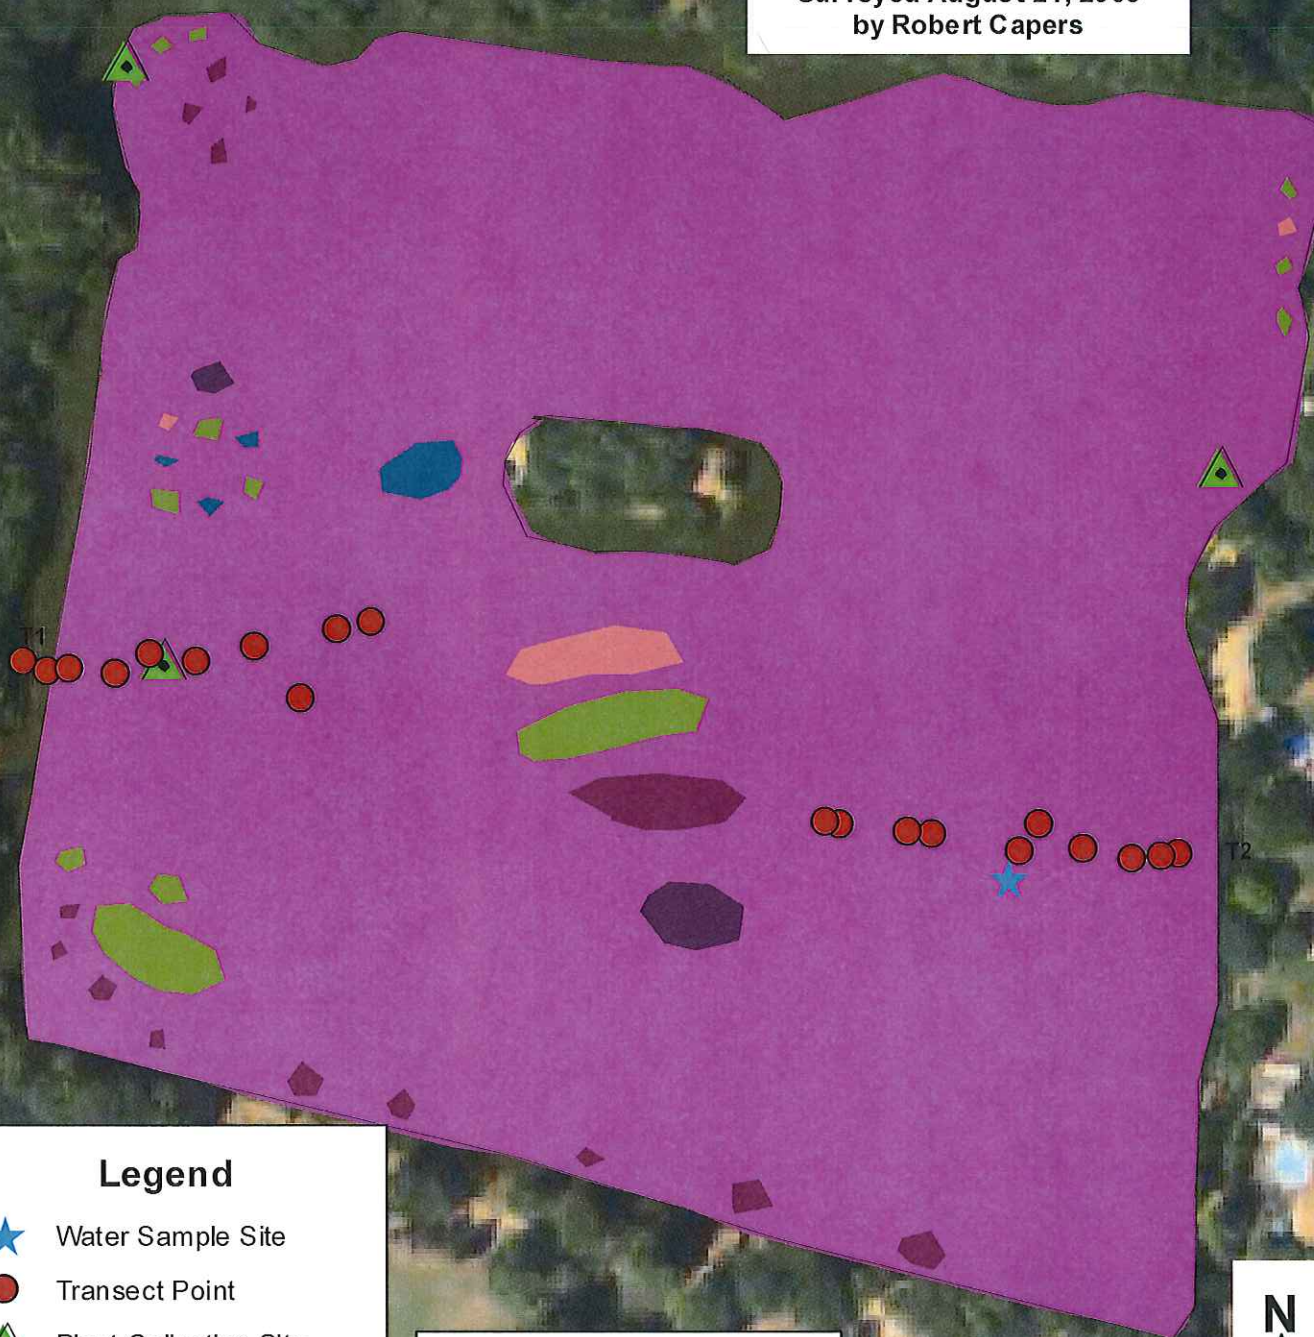 by Robert Capers
T1
T2
Legend
Water Sample Site
Transect Point
N